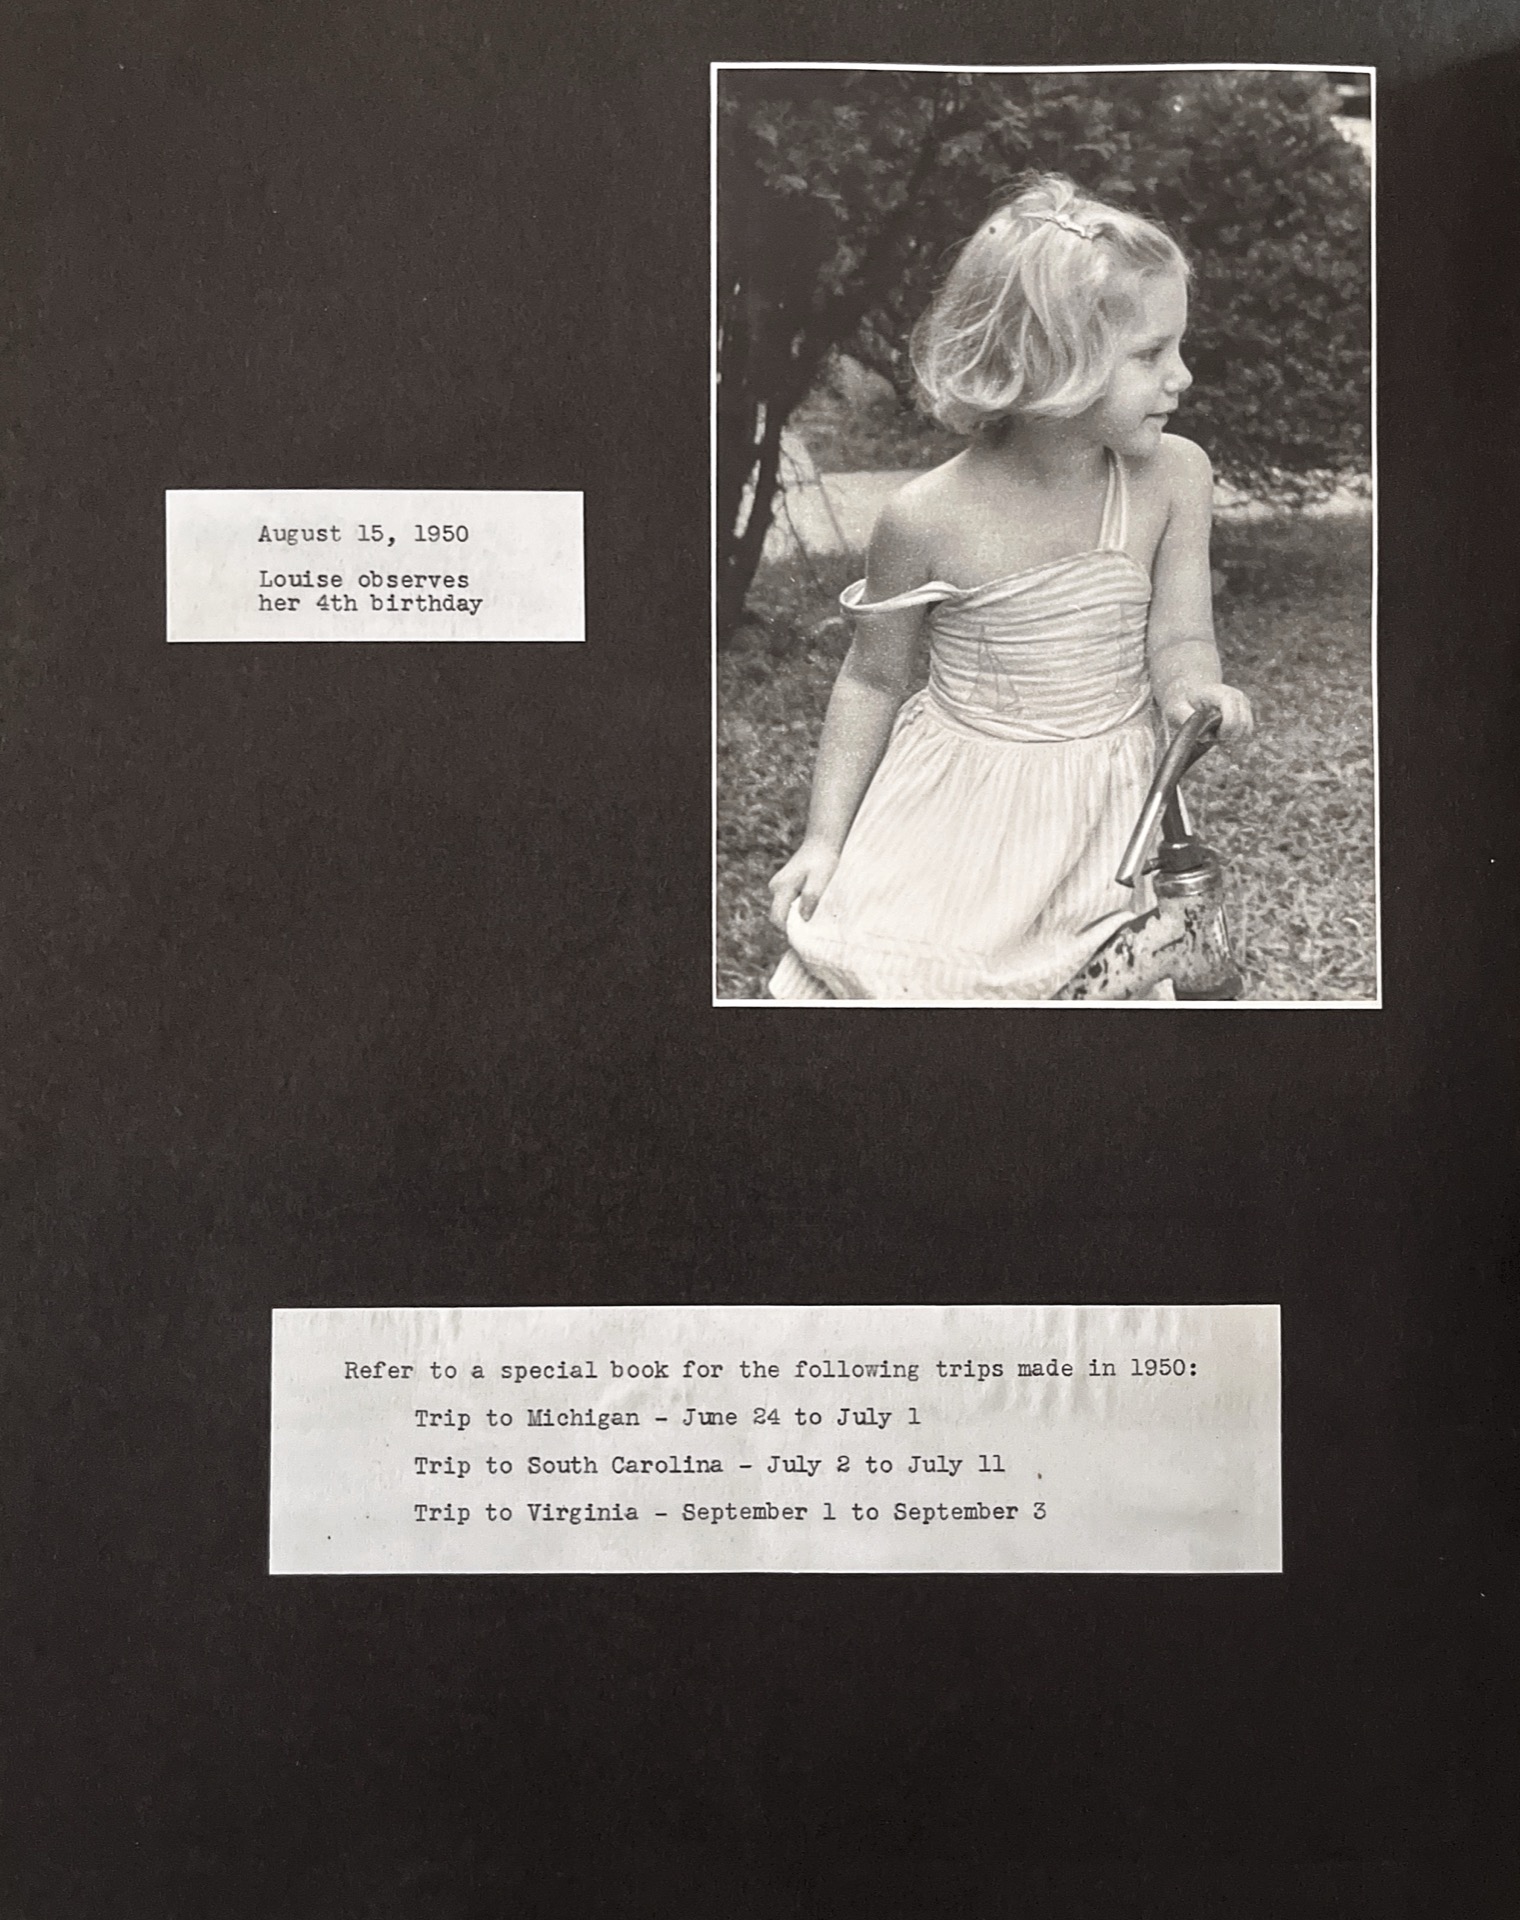 August 15, 1950
Louise observes
her 4th birthday
Refer to a special book for the following trips made in 1950:
Trip to Michigan - June 24 to July 1
Trip to South Carolina - July 2 to July 11
Trip to Virginia - September 1 to September 3